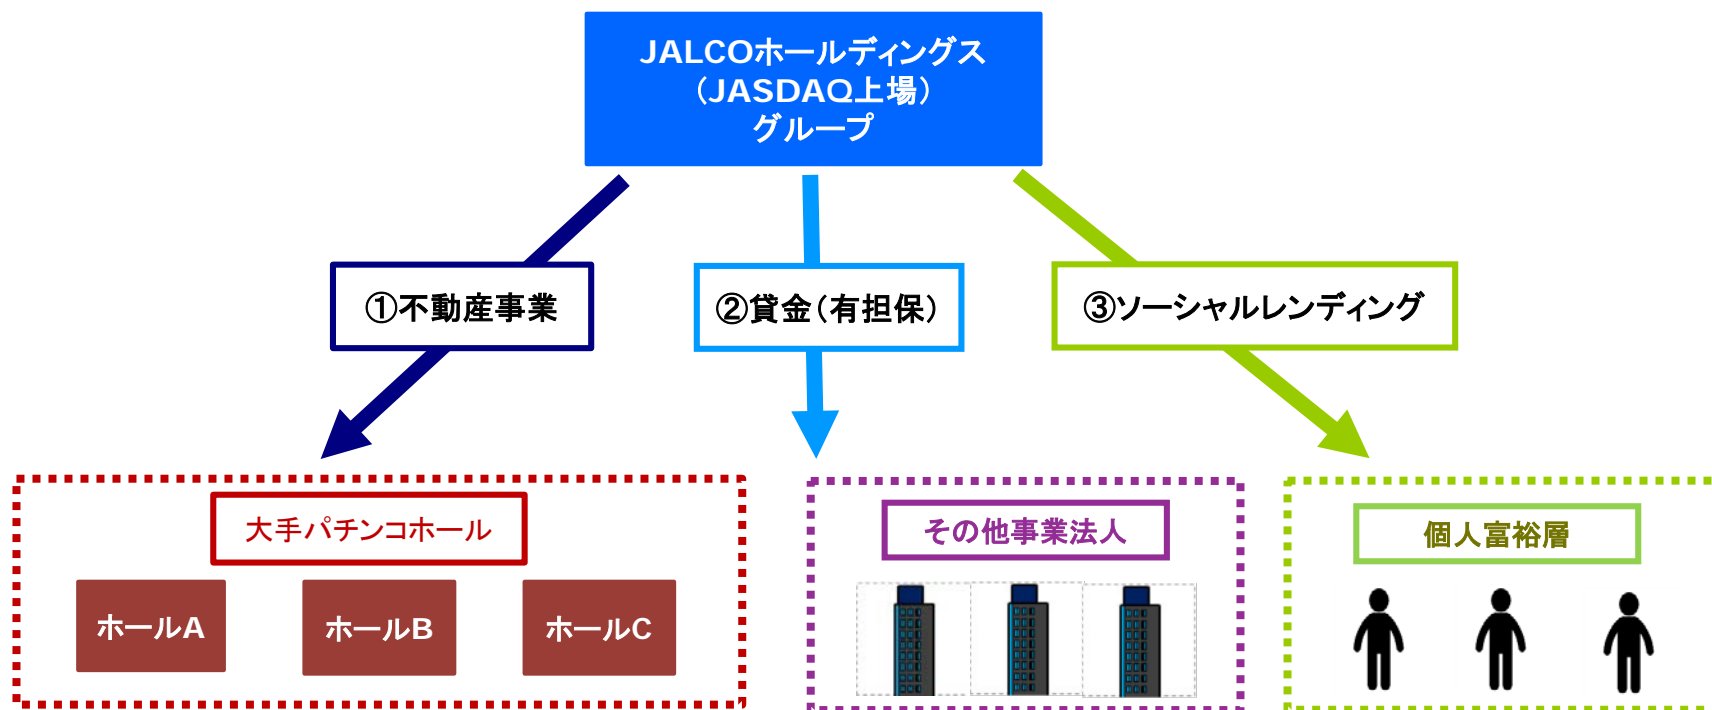 JALCOホールディングス
（JASDAQ上場）
グループ
①不動産事業
②貸金（有担保）
③ソーシャルレンディング
大手パチンコホール
その他事業法人
個人富裕層
ホールA
ホールB
ホールC